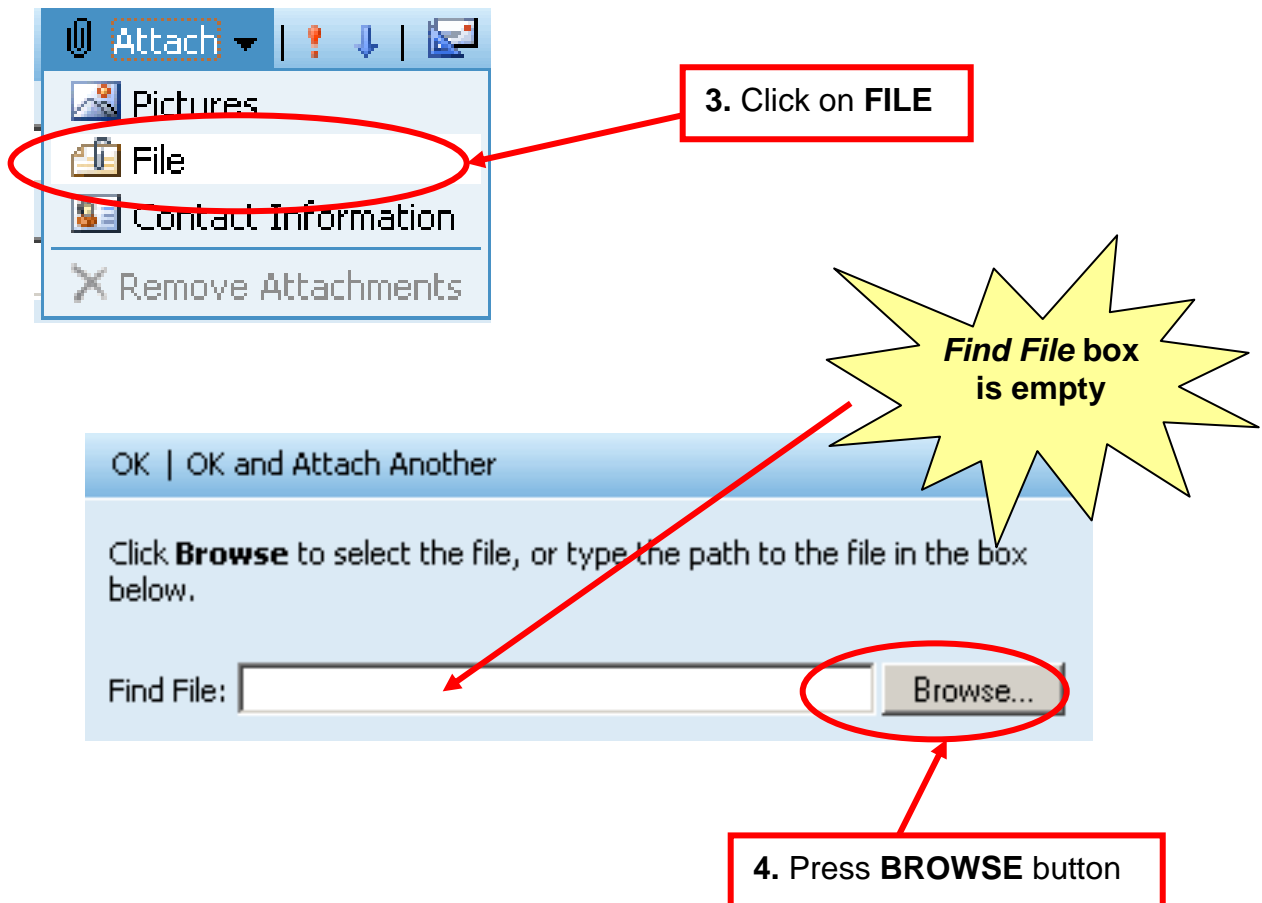 Attach
Pictures
3. Click on FILE
File
Contact Information
Remove Attachments
Find File box
is empty
OK | OK and Attach Another
Click Browse to select the file, or type the path to the file in the box
below.
Find File: Browse...
4. Press BROWSE button